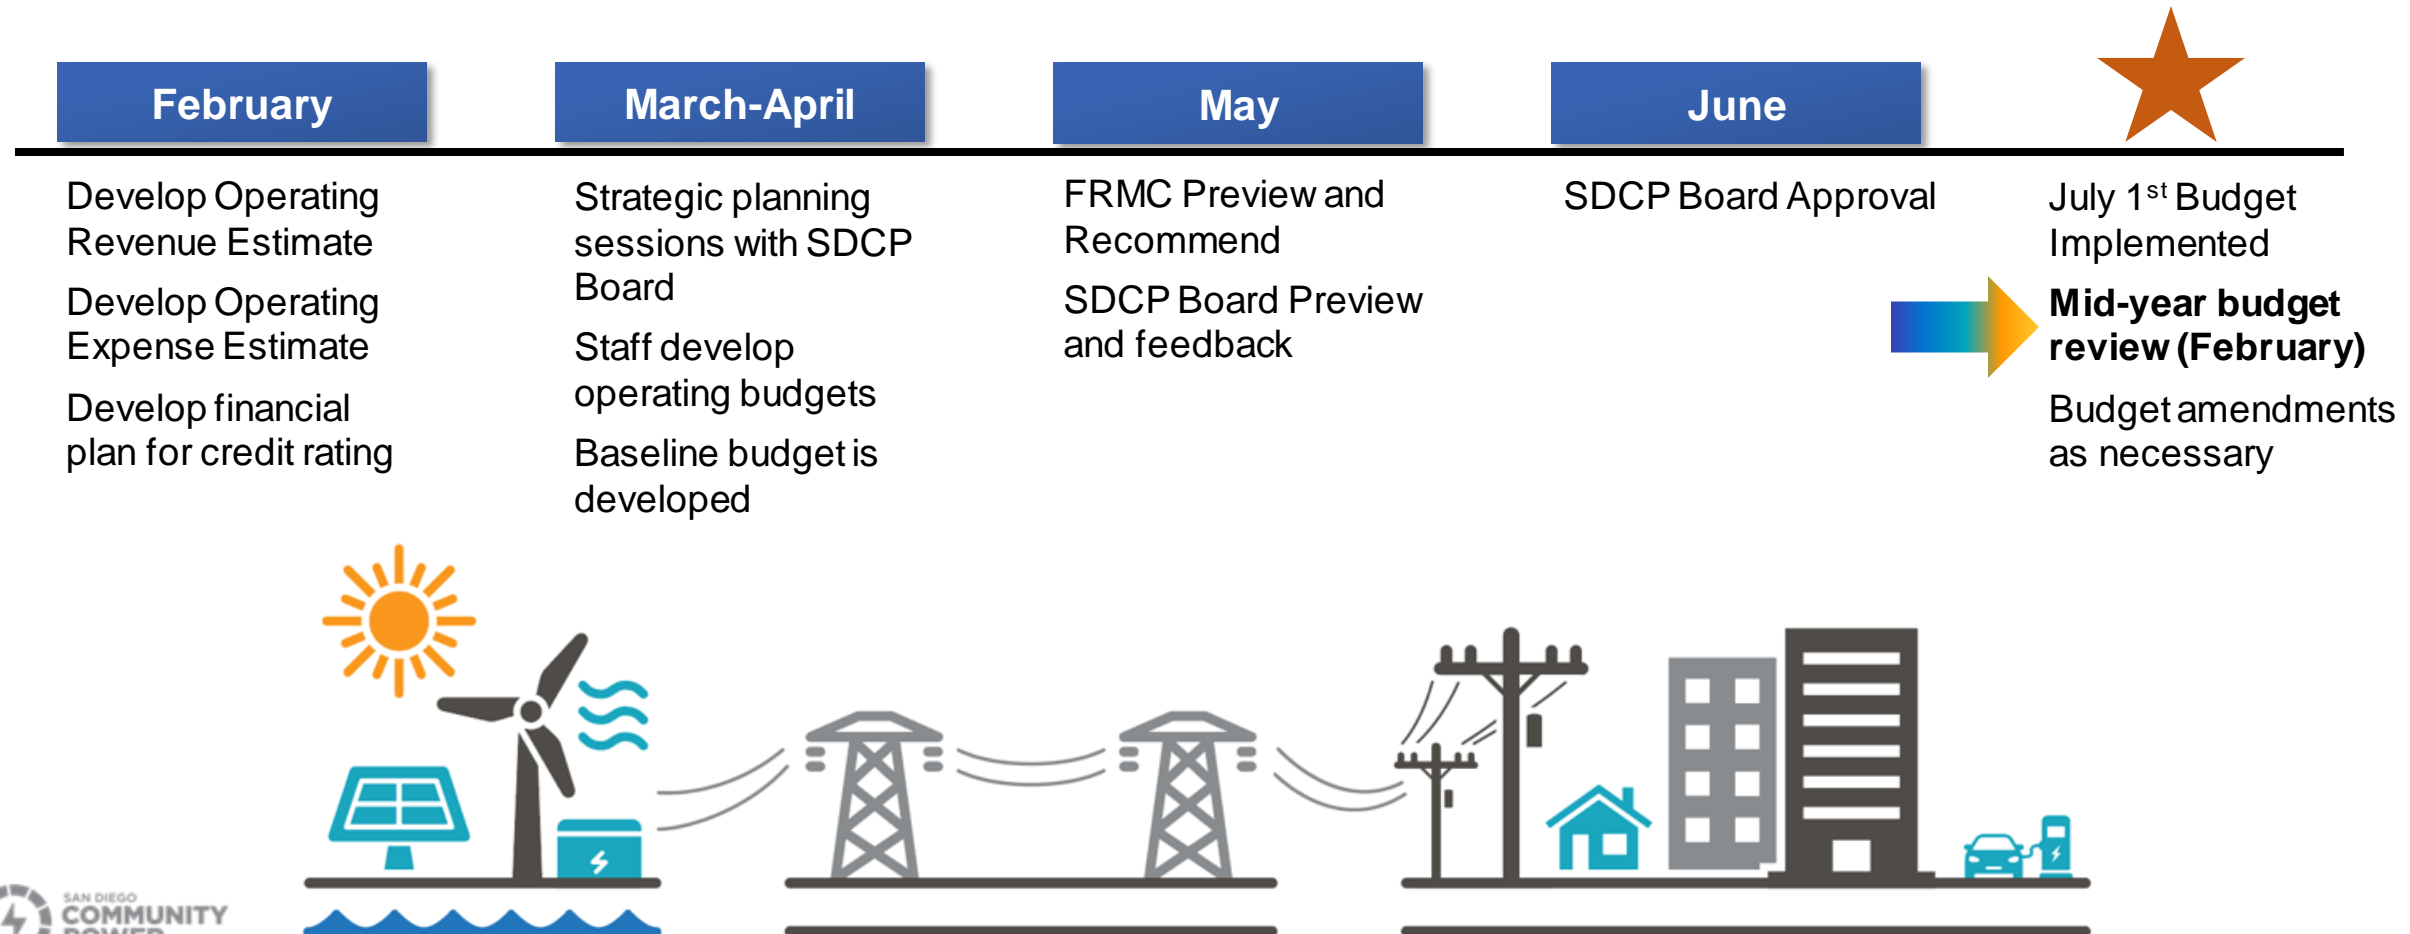 February
Develop Operating
Revenue Estimate
Develop Operating
Expense Estimate
Develop financial
plan for credit rating
March-April
Strategic planning
sessions with SDCP
Board
Staff develop
operating budgets
Baseline budget is
developed
May
FRMC Preview and
Recommend
SDCP Board Preview
and feedback
June
SDCP Board Approval
July 1st Budget
Implemented
Mid-year budget
review (February)
Budget amendments
as necessary
SAN DIEGO
COMMUNITY
POWER